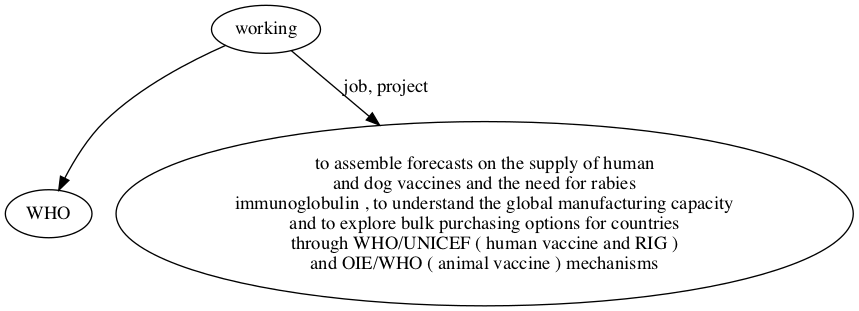 working
job, project
WHO
to assemble forecasts on the supply of human
and dog vaccines and the need for rabies
immunoglobulin , to understand the global manufacturing capacity
and to explore bulk purchasing options for countries
through WHO/UNICEF ( human vaccine and RIG )
and OIE/WHO ( animal vaccine ) mechanisms